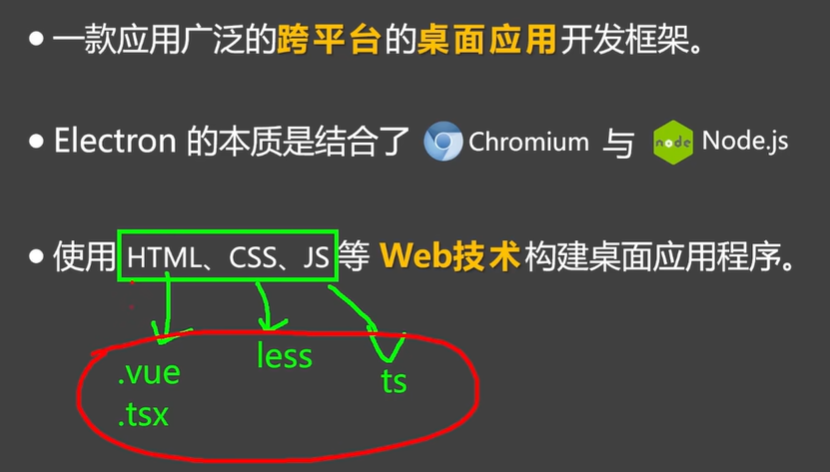 一款应用广泛的跨平台的桌面应用开发框架。
Electron 的本质是结合了 Chromium 与 node Node.js
使用 HTML、CSS、JS 等 Web技术构建桌面应用程序。
.vue less ts
.tsx